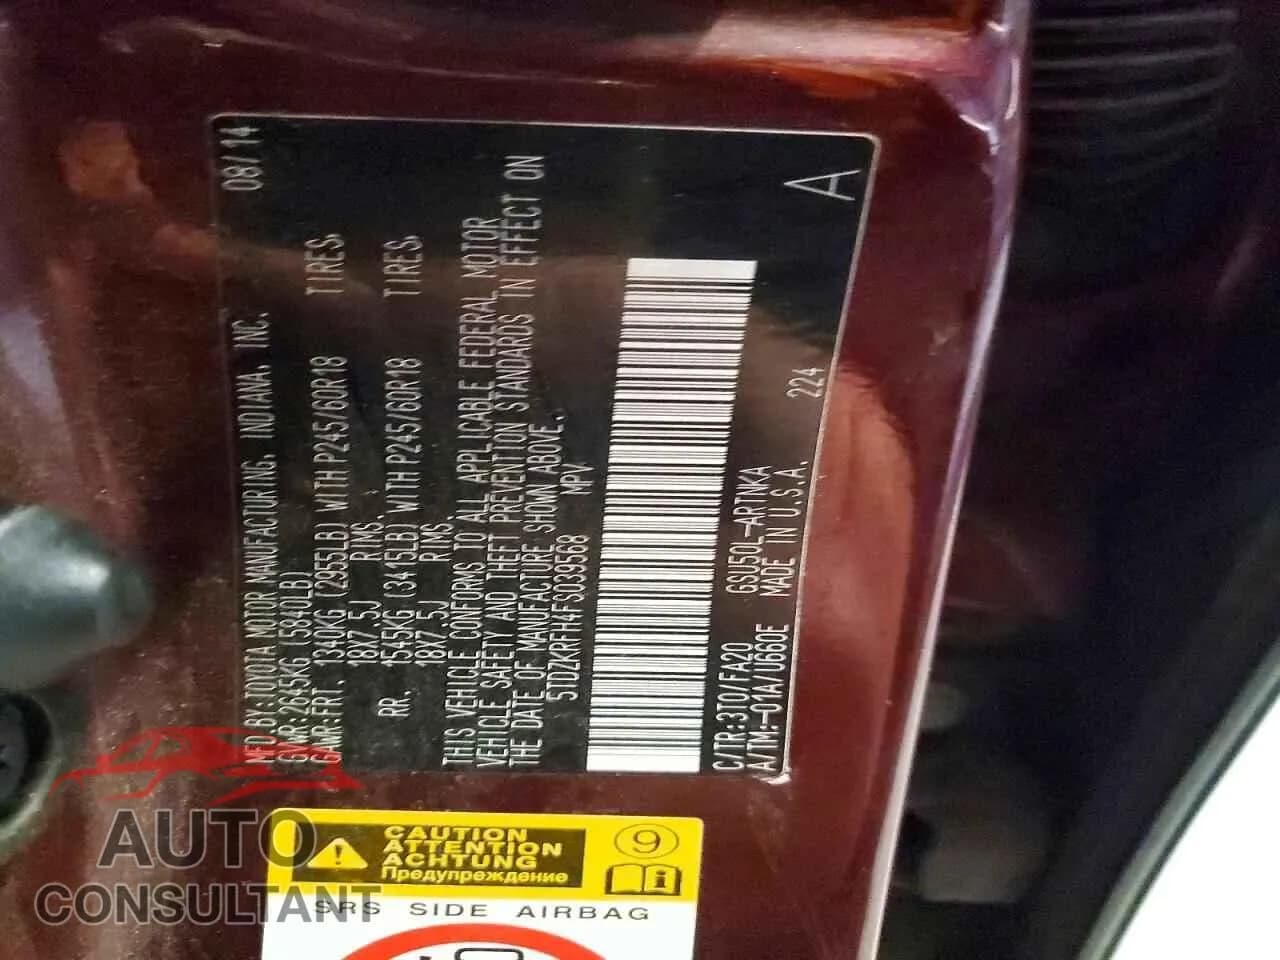 MFD.BY:TOYOTA MOTOR MANUFACTURING, INDIANA, INC. 08/14
GVWR:2645KG (5840LB)
GAWR:FRT. 1340KG (2955LB) WITH P245/60R18 TIRES,
18X7.5J RIMS,
RR. 1545KG (3415LB) WITH P245/60R18 TIRES,
18X7.5J RIMS,
THIS VEHICLE CONFORMS TO ALL APPLICABLE FEDERAL MOTOR
VEHICLE SAFETY AND THEFT PREVENTION STANDARDS IN EFFECT ON
THE DATE OF MANUFACTURE SHOWN ABOVE.
5TDZKRFH4FS039568 MPV
C/TR:3T0/FA20 GSU50L-ARTNKA
A/TM:-01A/U660E MADE IN U.S.A. 224 A
CAUTION
ATTENTION
ACHTUNG
Предупреждение
9
i
SRS SIDE AIRBAG
AUTO
CONSULTANT